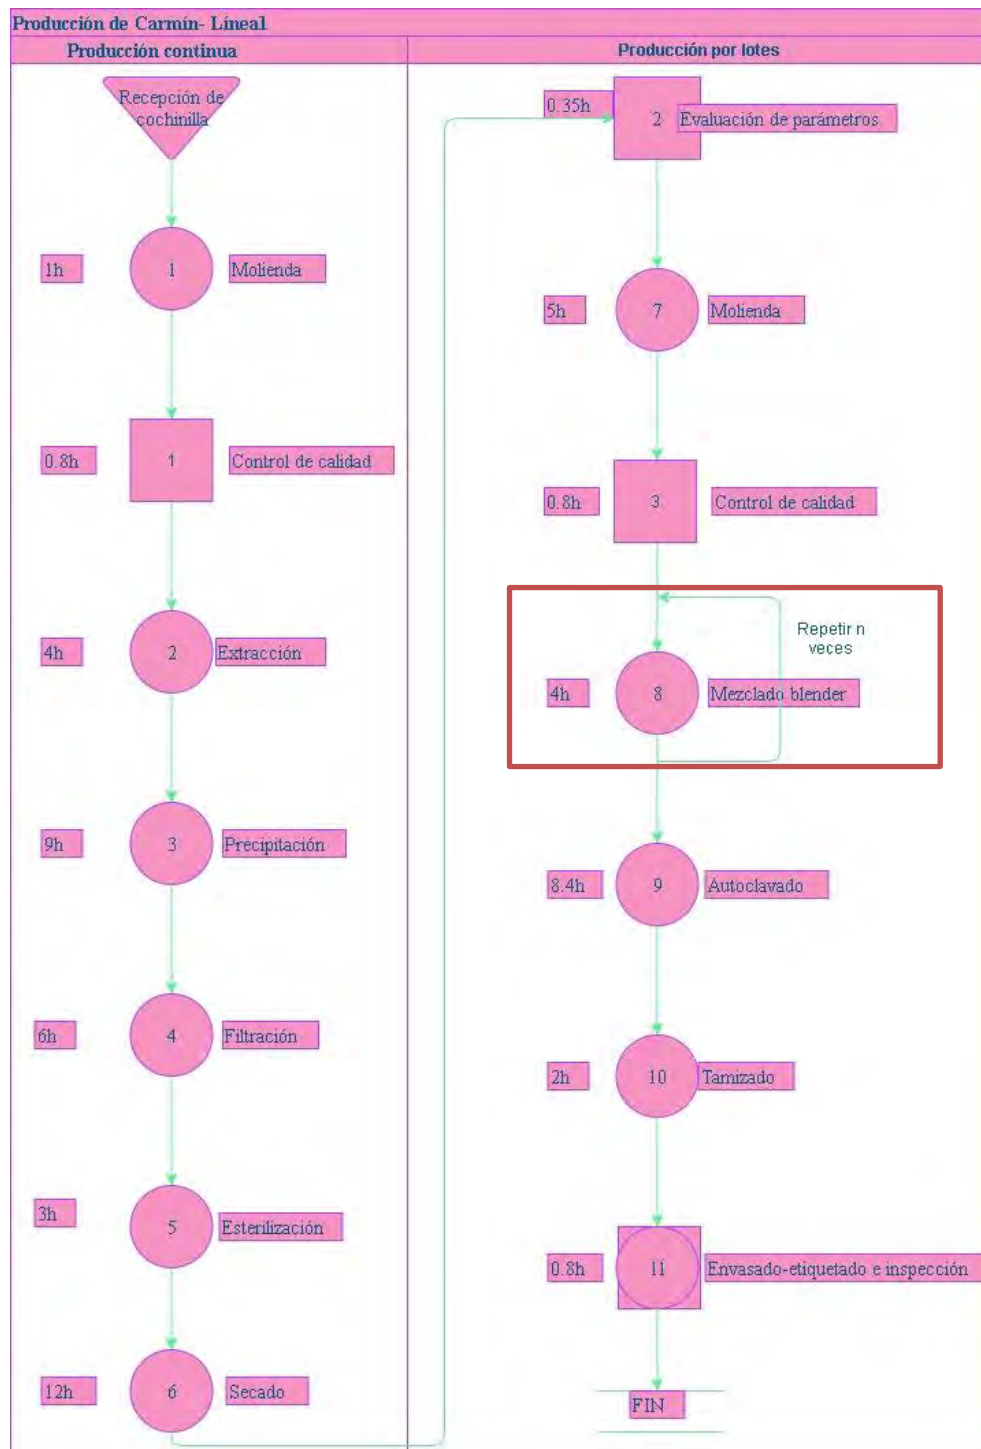 Producción de Carmín- Línea1
Producción continua
Producción por lotes
Recepción de
cochinilla
1h
1
Molienda
0.8h
1
Control de calidad
4h
2
Extracción
9h
3
Precipitación
6h
4
Filtración
3h
5
Esterilización
12h
6
Secado
0.35h
2
Evaluación de parámetros
5h
7
Molienda
0.8h
3
Control de calidad
Repetir n
veces
4h
8
Mezclado blender
8.4h
9
Autoclavado
2h
10
Tamizado
0.8h
11
Envasado-etiquetado e inspección
FIN